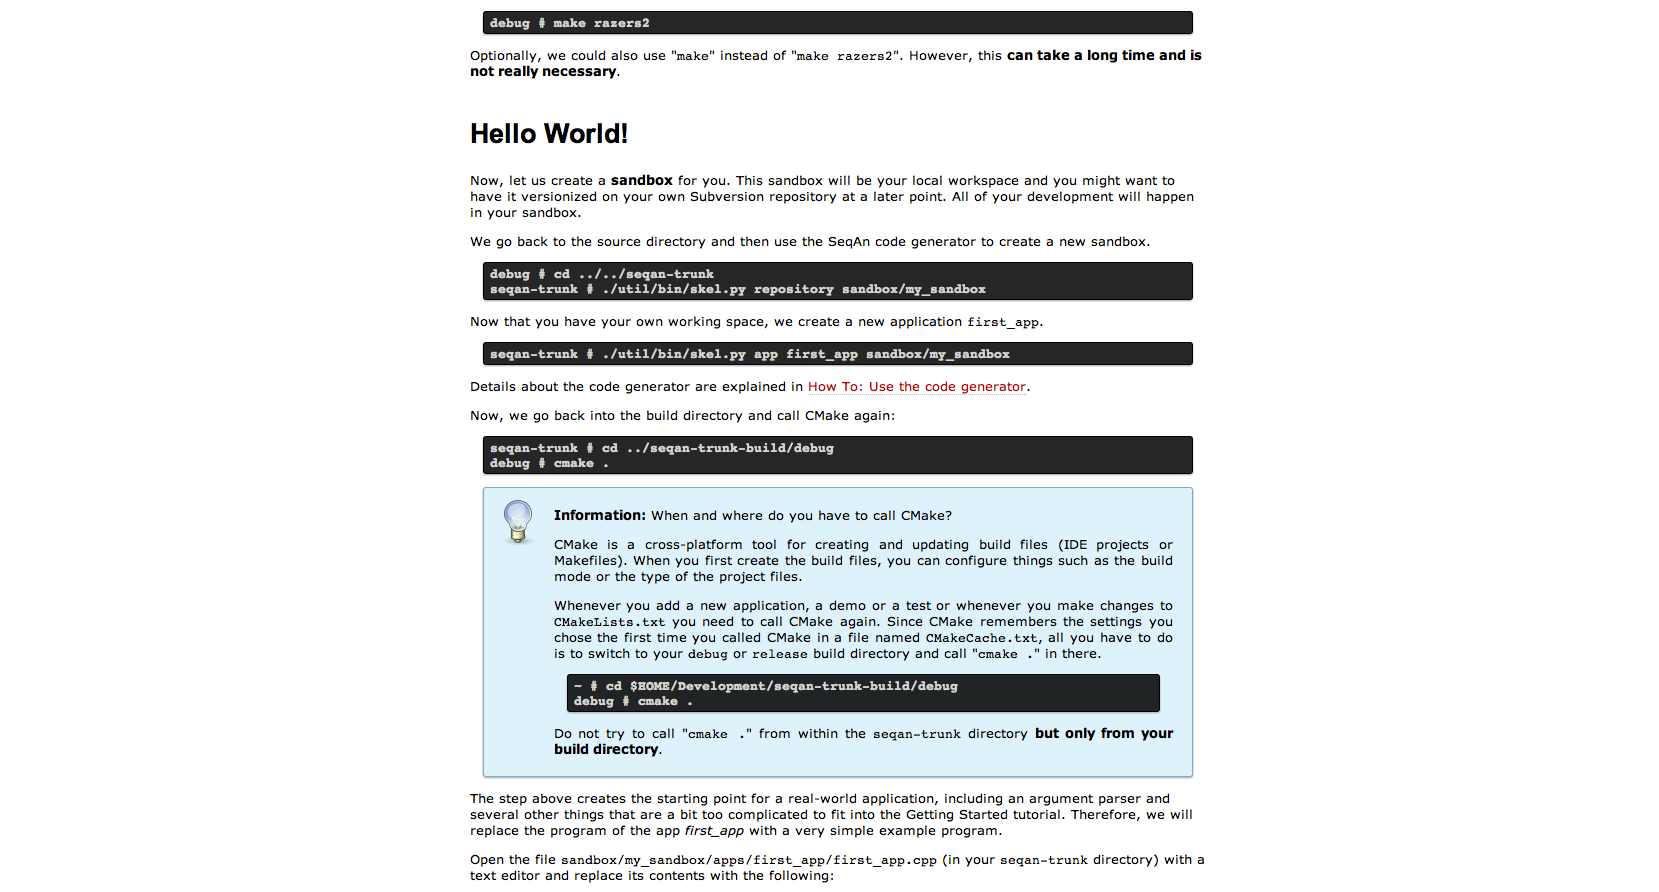 debug # make razers2
Optionally, we could also use "make" instead of "make razers2". However, this can take a long time and is
not really necessary.
Hello World!
Now, let us create a sandbox for you. This sandbox will be your local workspace and you might want to
have it versionized on your own Subversion repository at a later point. All of your development will happen
in your sandbox.
We go back to the source directory and then use the SeqAn code generator to create a new sandbox.
debug # cd ../../seqan-trunk
seqan-trunk # ./util/bin/skel.py repository sandbox/my_sandbox
Now that you have your own working space, we create a new application first_app.
seqan-trunk # ./util/bin/skel.py app first_app sandbox/my_sandbox
Details about the code generator are explained in How To: Use the code generator.
Now, we go back into the build directory and call CMake again:
seqan-trunk # cd ../seqan-trunk-build/debug
debug # cmake .
Information: When and where do you have to call CMake?
CMake is a cross-platform tool for creating and updating build files (IDE projects or
Makefiles). When you first create the build files, you can configure things such as the build
mode or the type of the project files.
Whenever you add a new application, a demo or a test or whenever you make changes to
CMakeLists.txt you need to call CMake again. Since CMake remembers the settings you
chose the first time you called CMake in a file named CMakeCache.txt, all you have to do
is to switch to your debug or release build directory and call "cmake ." in there.
~ # cd $HOME/Development/seqan-trunk-build/debug
debug # cmake .
Do not try to call "cmake ." from within the seqan-trunk directory but only from your
build directory.
The step above creates the starting point for a real-world application, including an argument parser and
several other things that are a bit too complicated to fit into the Getting Started tutorial. Therefore, we will
replace the program of the app first_app with a very simple example program.
Open the file sandbox/my_sandbox/apps/first_app/first_app.cpp (in your seqan-trunk directory) with a
text editor and replace its contents with the following: